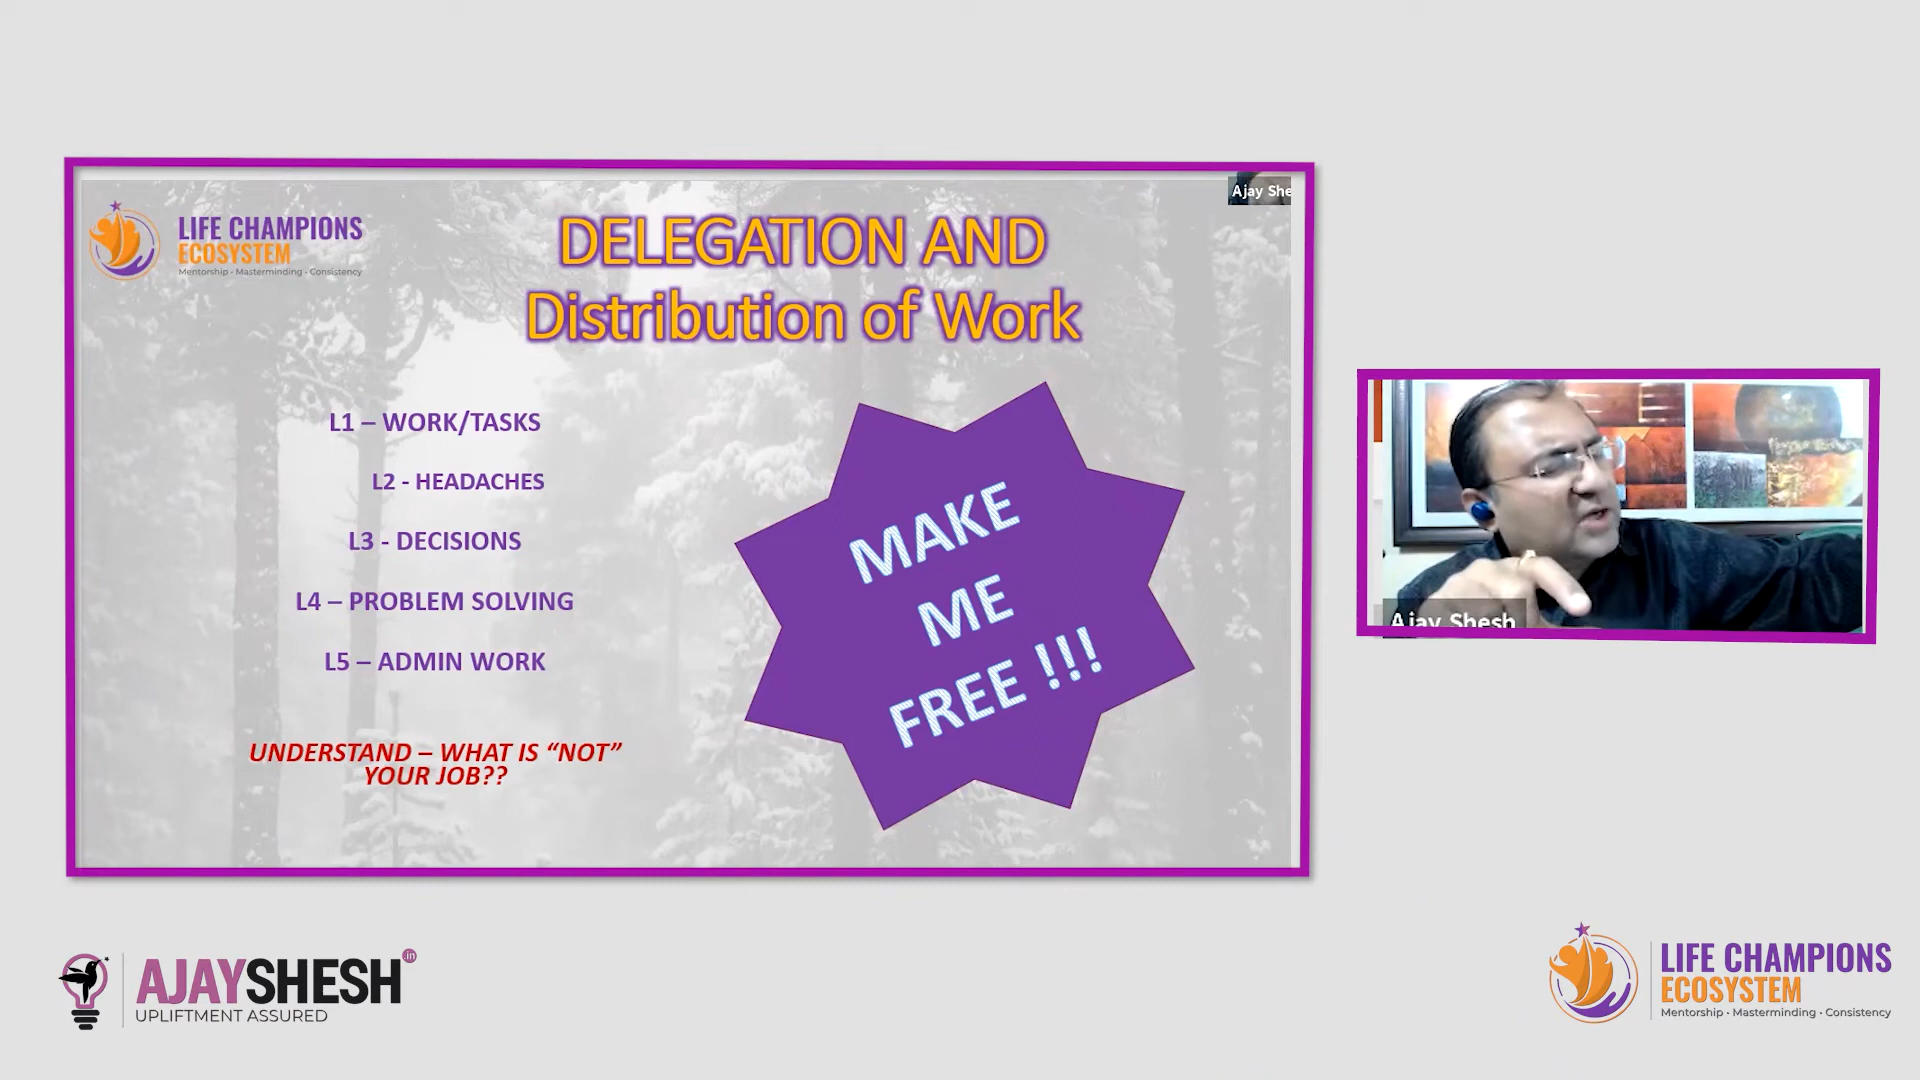 LIFE CHAMPIONS
ECOSYSTEM
Mentorship • Masterminding • Consistency
DELEGATION AND
Distribution of Work
Ajay She
L1 – WORK/TASKS
L2 - HEADACHES
L3 - DECISIONS
L4 – PROBLEM SOLVING
L5 – ADMIN WORK
UNDERSTAND – WHAT IS “NOT”
YOUR JOB??
MAKE
ME
FREE !!!
Ajay Shesh
AJAYSHESH in
UPLIFTMENT ASSURED
LIFE CHAMPIONS
ECOSYSTEM
Mentorship • Masterminding • Consistency